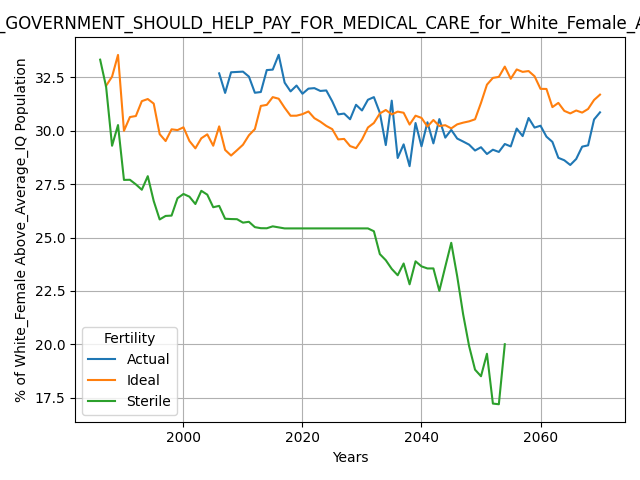 _GOVERNMENT_SHOULD_HELP_PAY_FOR_MEDICAL_CARE_for_White_Female_A
% of White_Female Above_Average_IQ Population
32.5
30.0
27.5
25.0
22.5
20.0
17.5
Fertility
Actual
Ideal
Sterile
2000
2020
2040
2060
Years